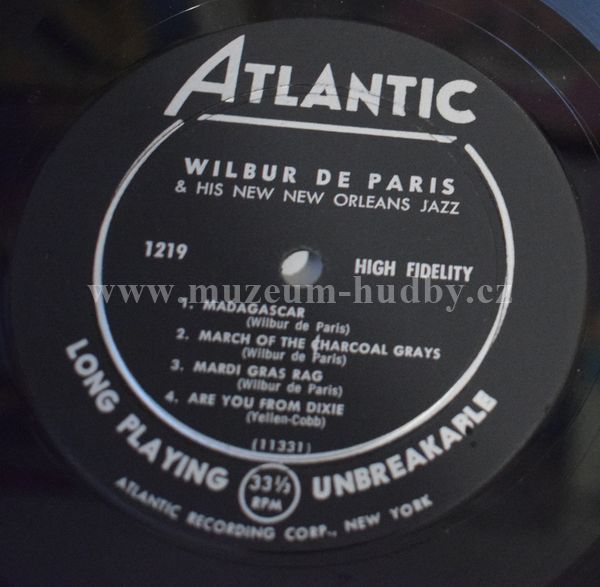 ATLANTIC
WILBUR DE PARIS
& HIS NEW NEW ORLEANS JAZZ
1219
HIGH FIDELITY
www.muzeum-hudby.cz
1. MADAGASCAR
(Wilbur de Paris)
2. MARCH OF THE CHARCOAL GRAYS
(Wilbur de Paris)
3. MARDI GRAS RAG
(Wilbur de Paris)
4. ARE YOU FROM DIXIE
(Yellen-Cobb)
(11331)
LONG PLAYING 33⅓ RPM UNBREAKABLE
ATLANTIC RECORDING CORP., NEW YORK